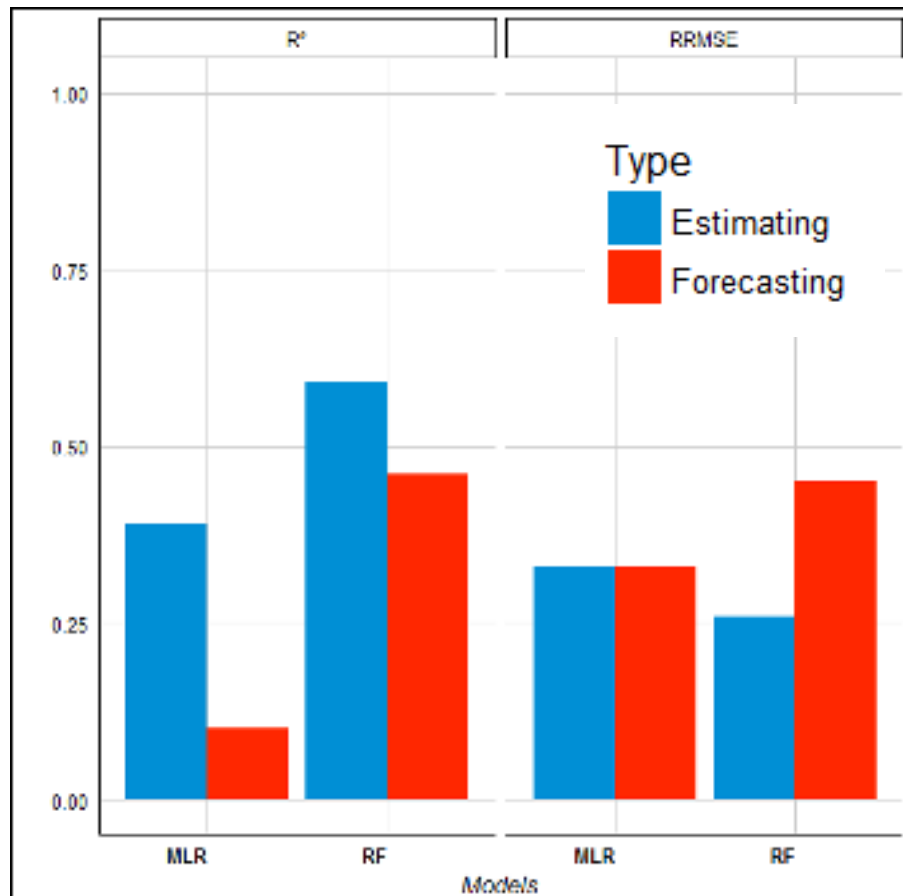 R² RRMSE
1.00
0.75
0.50
0.25
0.00
Type
Estimating
Forecasting
MLR RF MLR RF
Models